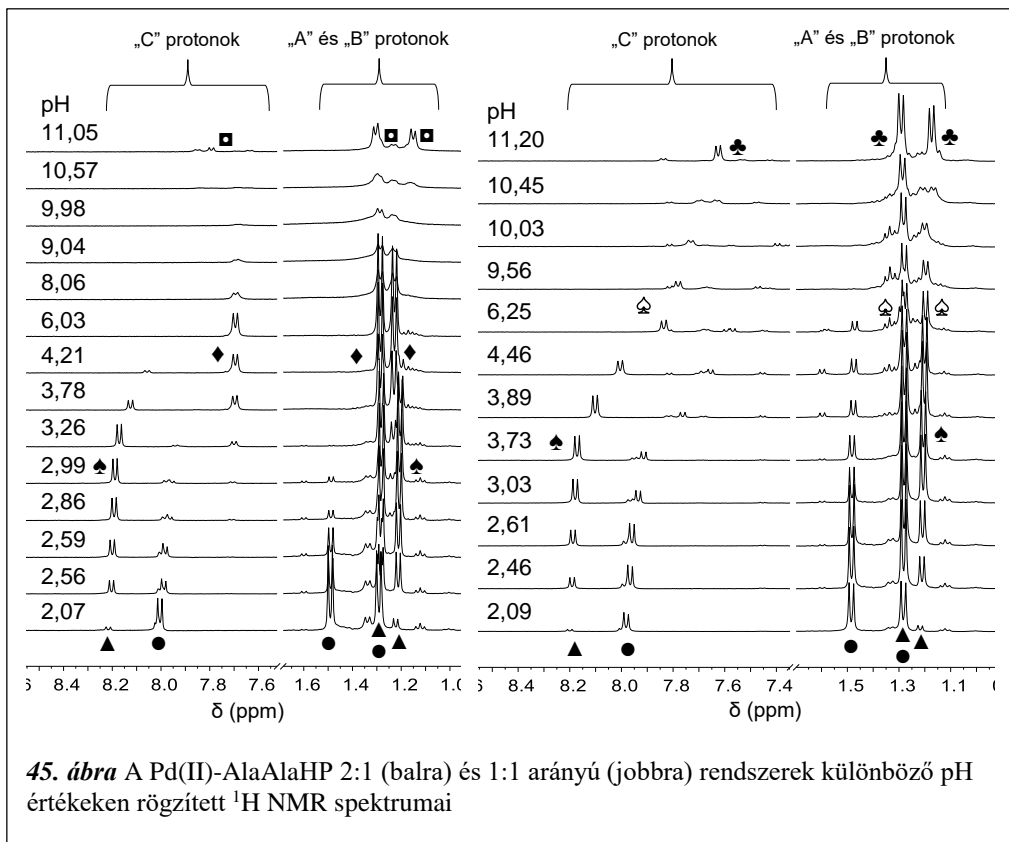 „C” protonok
„A” és „B” protonok
pH
11,05
10,57
9,98
9,04
8,06
6,03
4,21
3,78
3,26
2,99
2,86
2,59
2,56
2,07
8.4 8.2 8.0 7.8 7.6 1.4 1.2 1.0
δ (ppm)
„C” protonok
„A” és „B” protonok
pH
11,20
10,45
10,03
9,56
6,25
4,46
3,89
3,73
3,03
2,61
2,46
2,09
8.4 8.2 8.0 7.8 7.6 7.4 1.5 1.3 1.1
δ (ppm)
45. ábra A Pd(II)-AlaAlaHP 2:1 (balra) és 1:1 arányú (jobbra) rendszerek különböző pH
értékeken rögzített ¹H NMR spektrumai